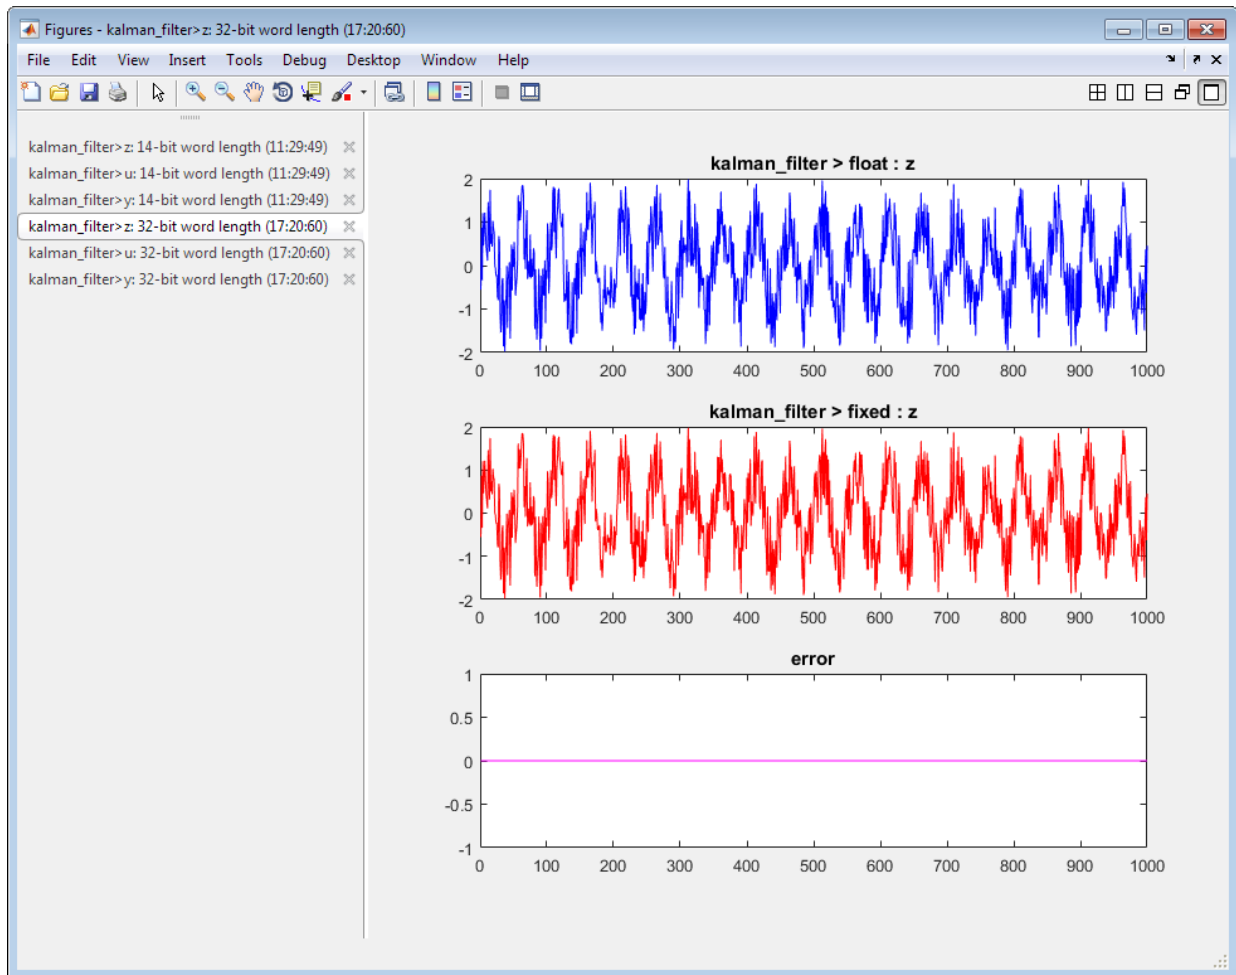 Figures - kalman_filter>z: 32-bit word length (17:20:60)
File Edit View Insert Tools Debug Desktop Window Help
kalman_filter>z: 14-bit word length (11:29:49)
kalman_filter>u: 14-bit word length (11:29:49)
kalman_filter>y: 14-bit word length (11:29:49)
kalman_filter>z: 32-bit word length (17:20:60)
kalman_filter>u: 32-bit word length (17:20:60)
kalman_filter>y: 32-bit word length (17:20:60)
kalman_filter > float : z
2
1
0
-1
-2
0 100 200 300 400 500 600 700 800 900 1000
kalman_filter > fixed : z
2
1
0
-1
-2
0 100 200 300 400 500 600 700 800 900 1000
error
1
0.5
0
-0.5
-1
0 100 200 300 400 500 600 700 800 900 1000